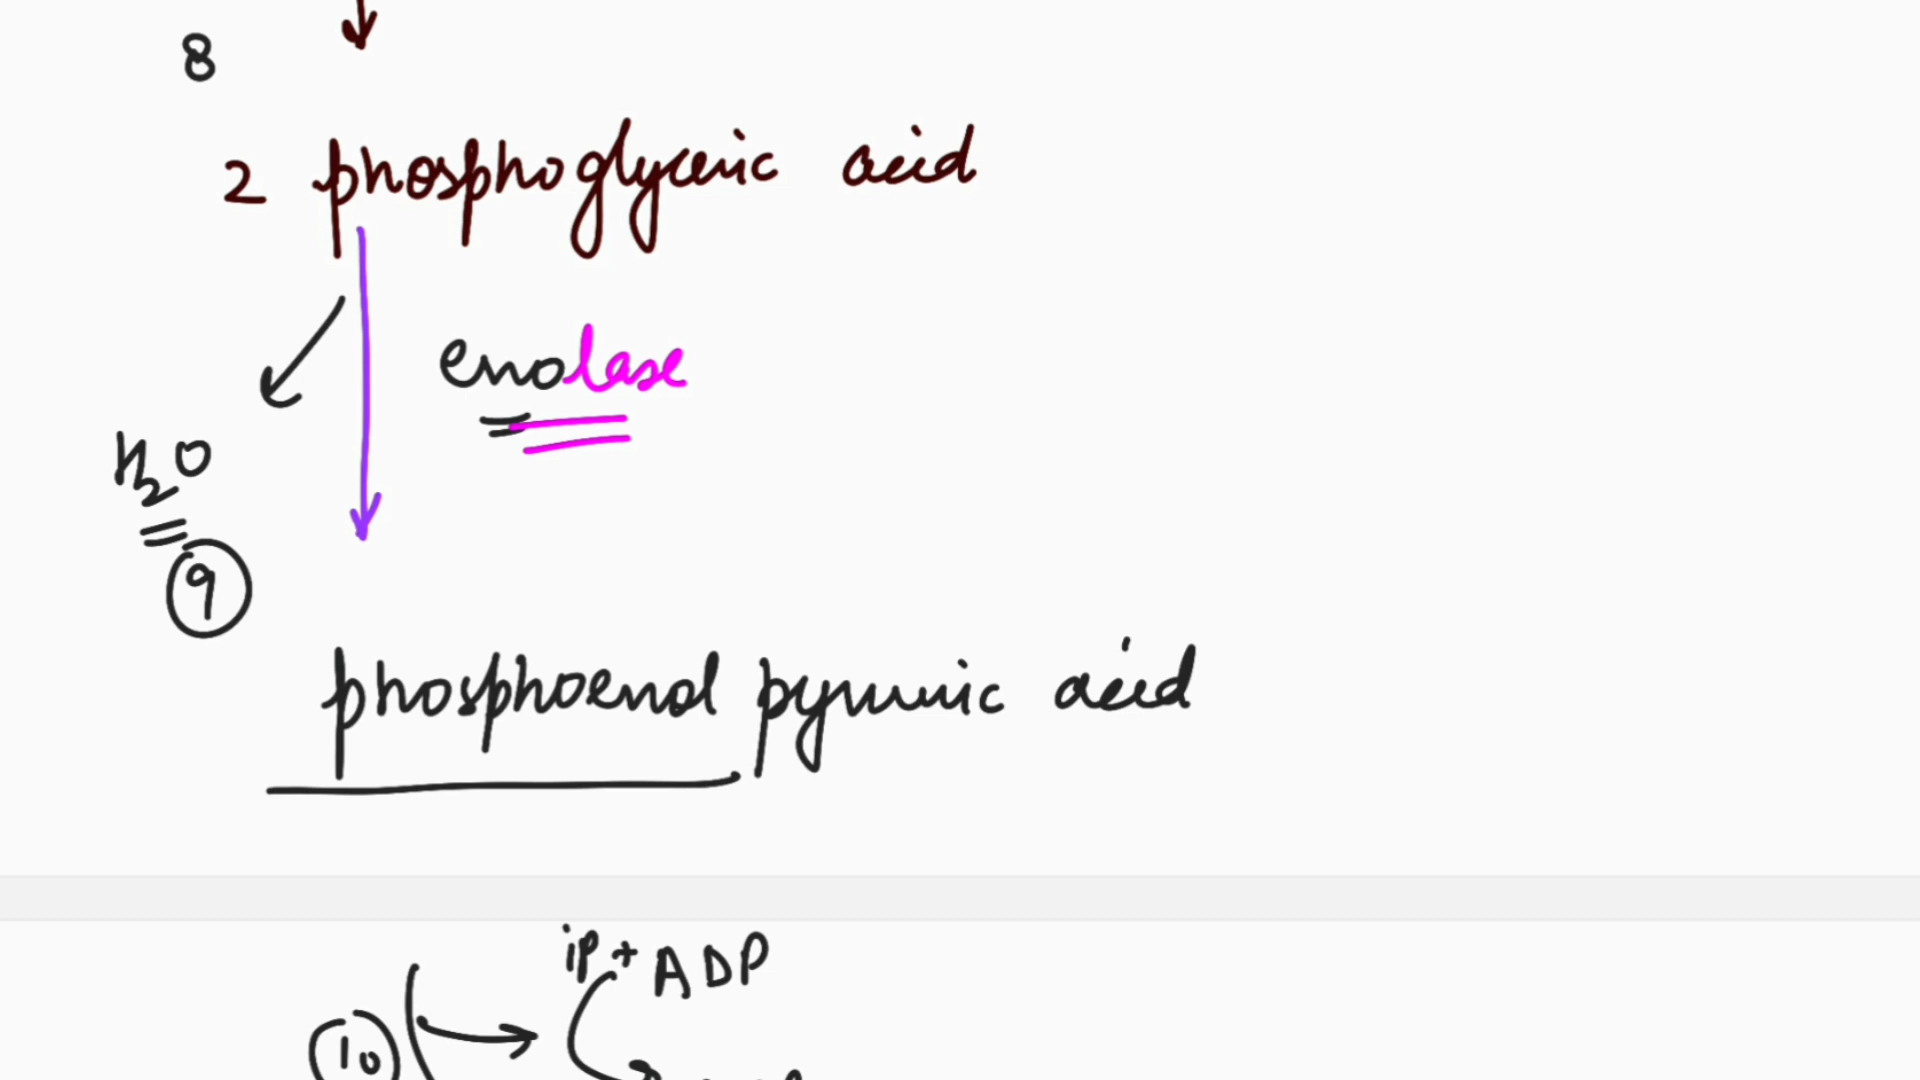 8
2 phosphoglyceric acid
enolase
H2O
9
phosphoenol pyruvic acid
ip + ADP
10